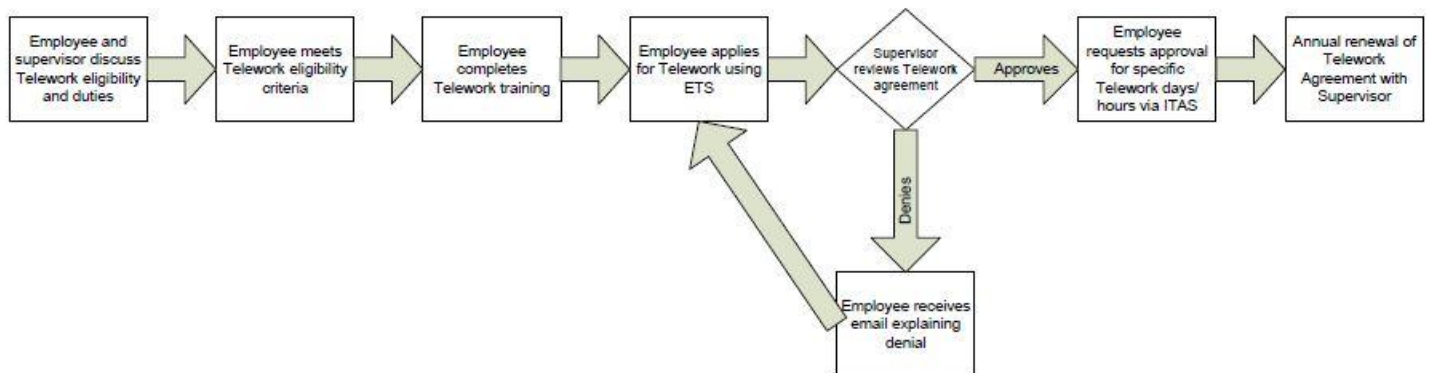 Employee and
supervisor discuss
Telework eligibility
and duties
Employee meets
Telework eligibility
criteria
Employee
completes
Telework training
Employee applies
for Telework using
ETS
Supervisor
reviews Telework
agreement
Approves
Employee
requests approval
for specific
Telework days/
hours via ITAS
Annual renewal of
Telework
Agreement with
Supervisor
Denies
Employee receives
email explaining
denial